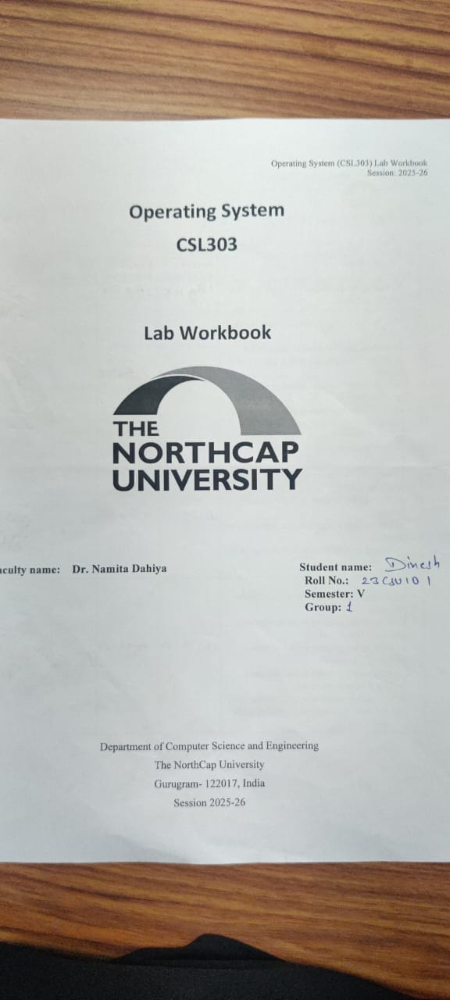 Operating System (CSL303) Lab Workbook
Session: 2025-26
Operating System
CSL303
Lab Workbook
THE
NORTHCAP
UNIVERSITY
aculty name: Dr. Namita Dahiya
Student name: Dinesh
Roll No.: 23CSU101
Semester: V
Group: 1
Department of Computer Science and Engineering
The NorthCap University
Gurugram- 122017, India
Session 2025-26